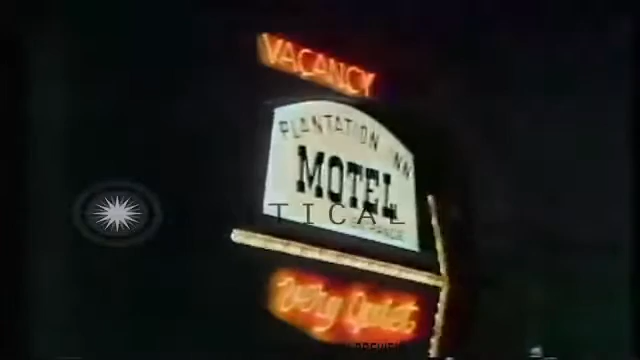 VACANCY
PLANTATION INN
MOTEL
TICAL
Very Quiet